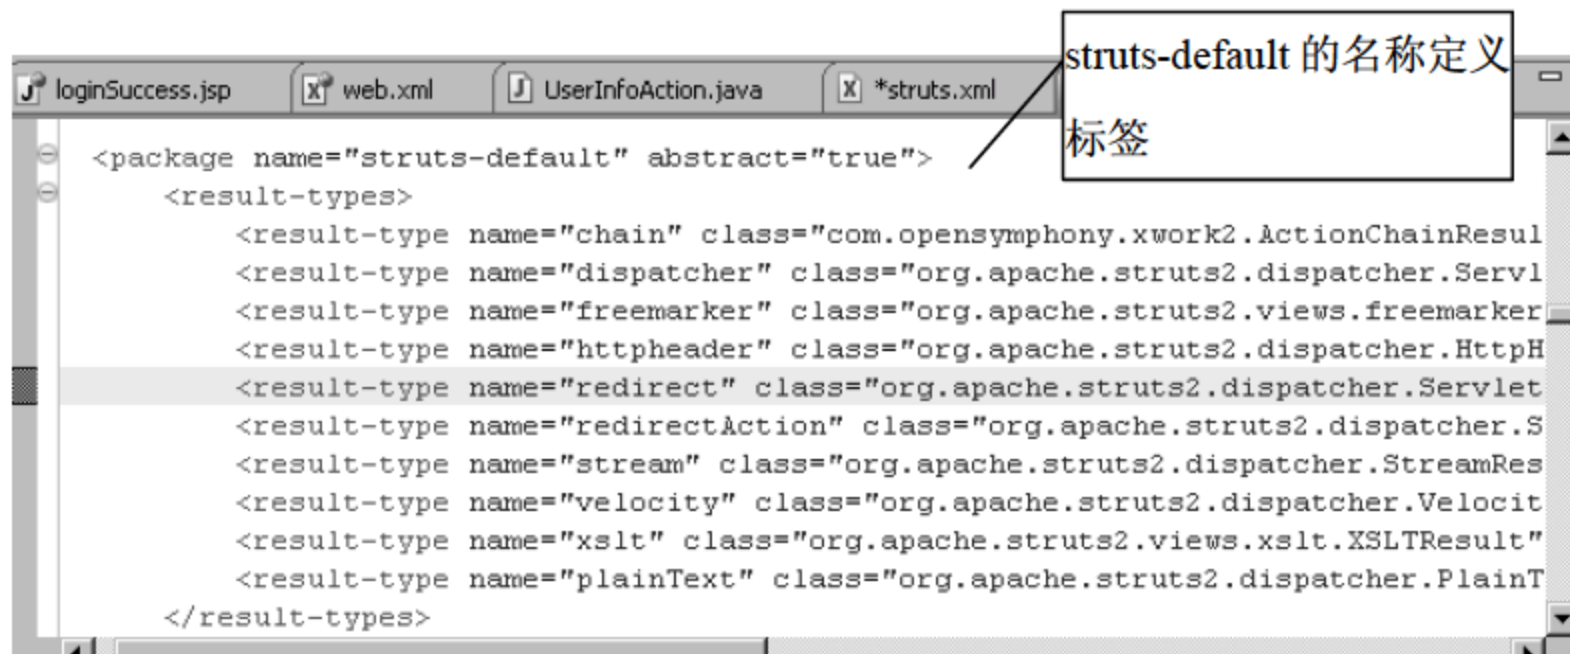 struts-default 的名称定义
标签
loginSuccess.jsp web.xml UserInfoAction.java *struts.xml
<package name="struts-default" abstract="true">
<result-types>
<result-type name="chain" class="com.opensymphony.xwork2.ActionChainResul
<result-type name="dispatcher" class="org.apache.struts2.dispatcher.Servl
<result-type name="freemarker" class="org.apache.struts2.views.freemarker
<result-type name="httpheader" class="org.apache.struts2.dispatcher.HttpH
<result-type name="redirect" class="org.apache.struts2.dispatcher.Servlet
<result-type name="redirectAction" class="org.apache.struts2.dispatcher.S
<result-type name="stream" class="org.apache.struts2.dispatcher.StreamRes
<result-type name="velocity" class="org.apache.struts2.dispatcher.Velocit
<result-type name="xslt" class="org.apache.struts2.views.xslt.XSLTResult"
<result-type name="plainText" class="org.apache.struts2.dispatcher.PlainT
</result-types>